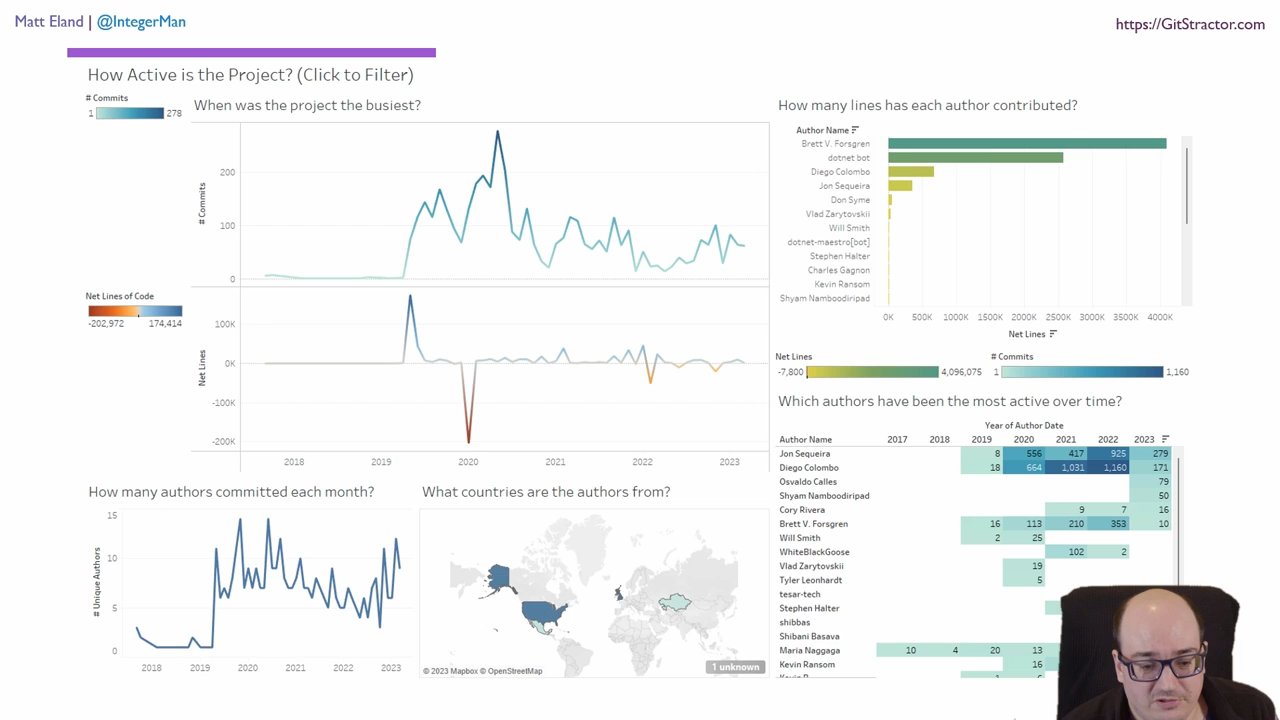 Matt Eland | @IntegerMan
https://GitStractor.com
How Active is the Project? (Click to Filter)
# Commits
1 278
When was the project the busiest?
# Commits
200
100
0
Net Lines of Code
-202,972 174,414
Net Lines
100K
0K
-100K
-200K
2018 2019 2020 2021 2022 2023
How many lines has each author contributed?
Author Name
Brett V. Forsgren
dotnet bot
Diego Colombo
Jon Sequeira
Don Syme
Vlad Zarytovskii
Will Smith
dotnet-maestro[bot]
Stephen Halter
Charles Gagnon
Kevin Ransom
Shyam Namboodiripad
0K 500K 1000K 1500K 2000K 2500K 3000K 3500K 4000K
Net Lines
Net Lines
-7,800 4,096,075
# Commits
1 1,160
Which authors have been the most active over time?
Year of Author Date
Author Name 2017 2018 2019 2020 2021 2022 2023
Jon Sequeira 8 556 417 925 279
Diego Colombo 18 664 1,031 1,160 171
Osvaldo Calles 79
Shyam Namboodiripad 50
Cory Rivera 9 7 16
Brett V. Forsgren 16 113 210 353 10
Will Smith 2 25
WhiteBlackGoose 102 2
Vlad Zarytovskii 19
Tyler Leonhardt 5
tesar-tech
Stephen Halter
shibbas
Shibani Basava
Maria Naggaga 10 4 20 13
Kevin Ransom 16
How many authors committed each month?
# Unique Authors
15
10
5
0
2018 2019 2020 2021 2022 2023
What countries are the authors from?
1 unknown
© 2023 Mapbox © OpenStreetMap